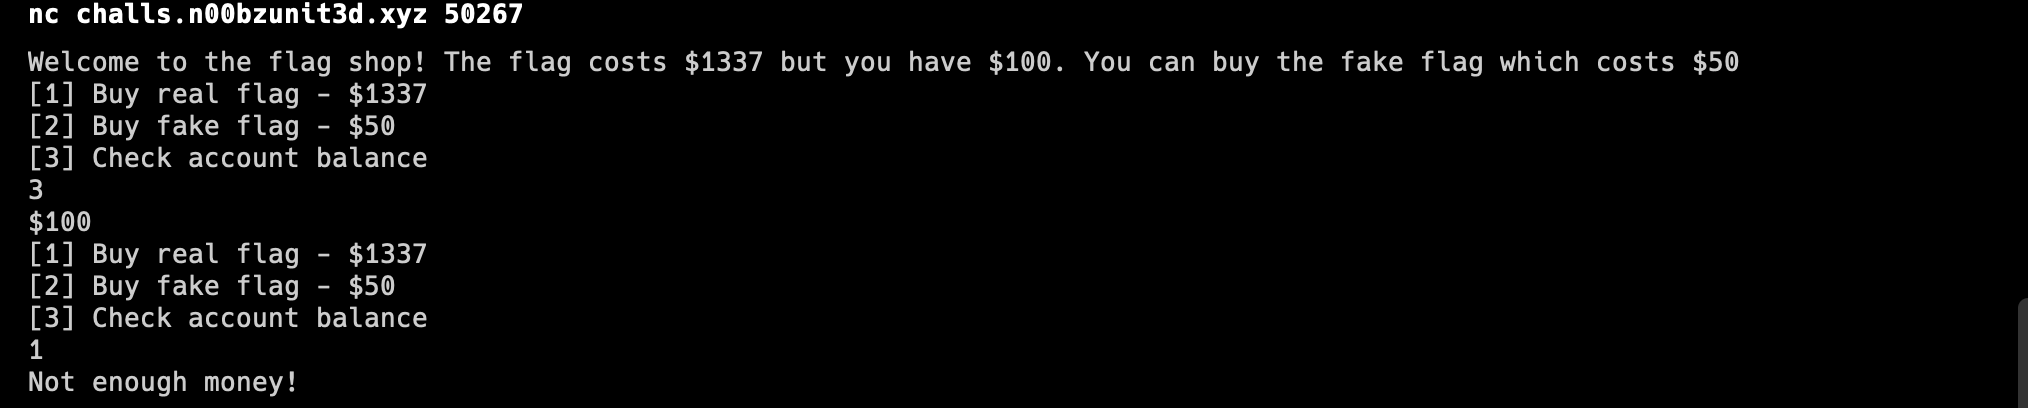 nc challs.n00bzunit3d.xyz 50267
Welcome to the flag shop! The flag costs $1337 but you have $100. You can buy the fake flag which costs $50
[1] Buy real flag - $1337
[2] Buy fake flag - $50
[3] Check account balance
3
$100
[1] Buy real flag - $1337
[2] Buy fake flag - $50
[3] Check account balance
1
Not enough money!